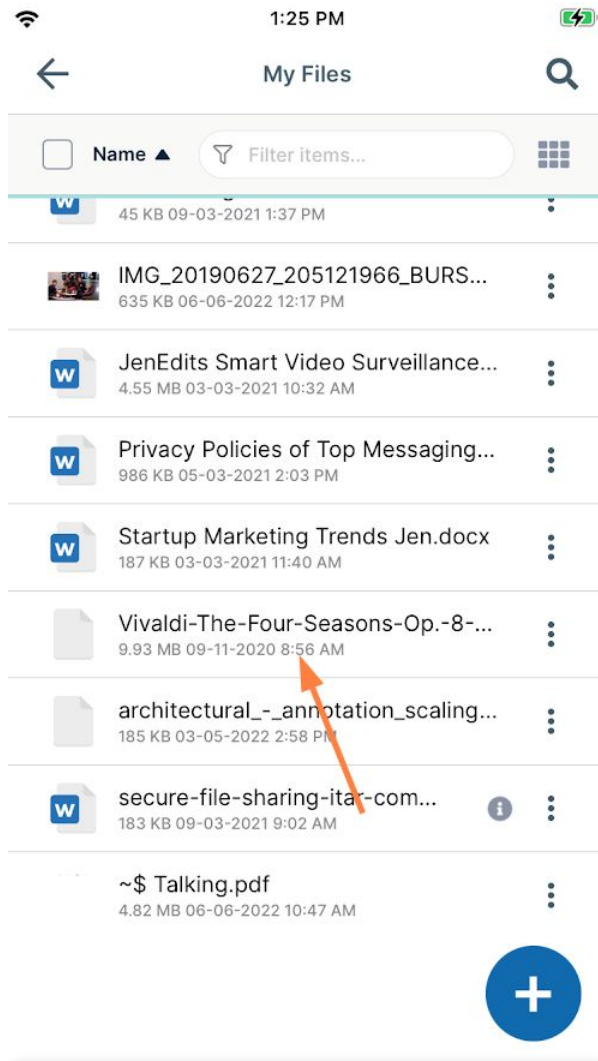 1:25 PM
My Files
Name ▲ Filter items...
45 KB 09-03-2021 1:37 PM
IMG_20190627_205121966_BURS...
635 KB 06-06-2022 12:17 PM
W JenEdits Smart Video Surveillance...
4.55 MB 03-03-2021 10:32 AM
W Privacy Policies of Top Messaging...
986 KB 05-03-2021 2:03 PM
W Startup Marketing Trends Jen.docx
187 KB 03-03-2021 11:40 AM
Vivaldi-The-Four-Seasons-Op.-8-...
9.93 MB 09-11-2020 8:56 AM
architectural_-_annotation_scaling...
185 KB 03-05-2022 2:58 PM
W secure-file-sharing-itar-com...
183 KB 09-03-2021 9:02 AM
~$ Talking.pdf
4.82 MB 06-06-2022 10:47 AM